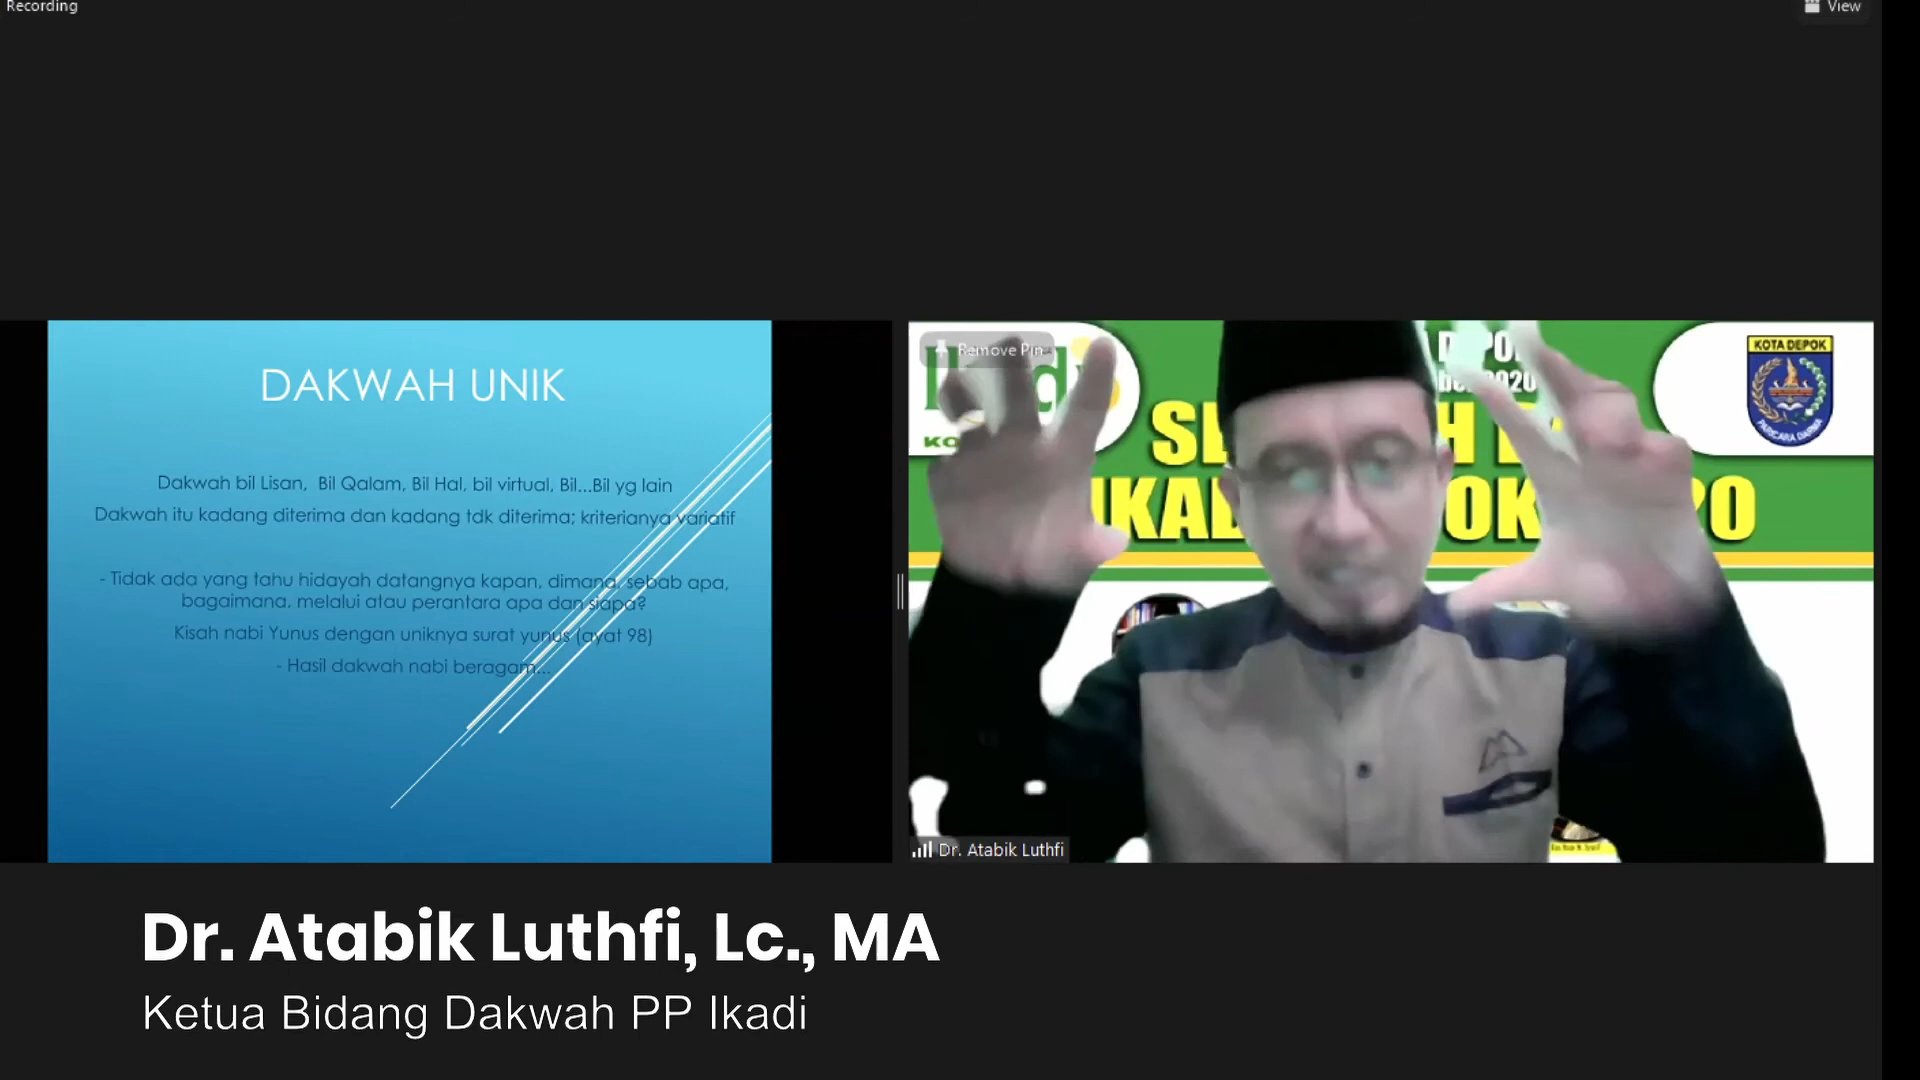 Recording
View
DAKWAH UNIK
Dakwah bil Lisan, Bil Qalam, Bil Hal, bil virtual, Bil...Bil yg lain
Dakwah itu kadang diterima dan kadang tdk diterima; kriterianya variatif
- Tidak ada yang tahu hidayah datangnya kapan, dimana, sebab apa,
bagaimana, melalui atau perantara apa dan siapa?
Kisah nabi Yunus dengan uniknya surat yunus (ayat 98)
- Hasil dakwah nabi beragam...
Remove Pin
KOTA DEPOK
PARICARA DARMA
Dr. Atabik Luthfi
Dr. Atabik Luthfi, Lc., MA
Ketua Bidang Dakwah PP Ikadi